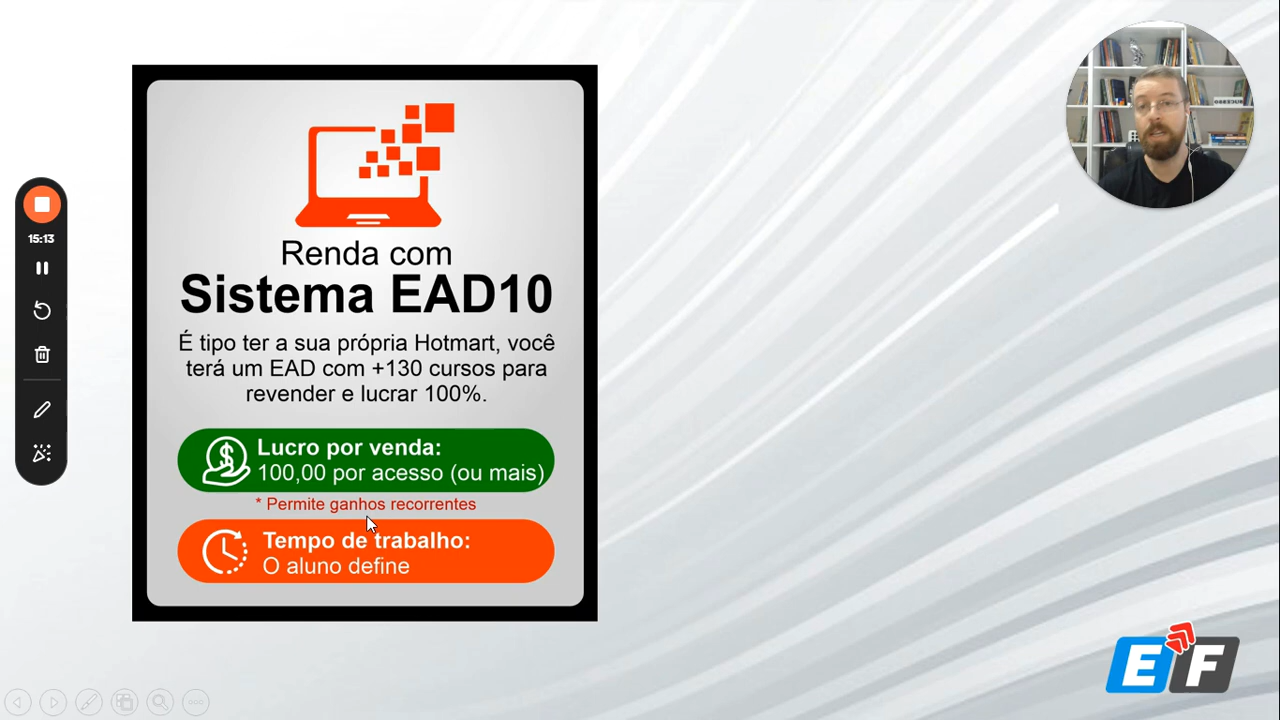 15:13
Renda com
Sistema EAD10
É tipo ter a sua própria Hotmart, você
terá um EAD com +130 cursos para
revender e lucrar 100%.
Lucro por venda:
100,00 por acesso (ou mais)
* Permite ganhos recorrentes
Tempo de trabalho:
O aluno define
EF